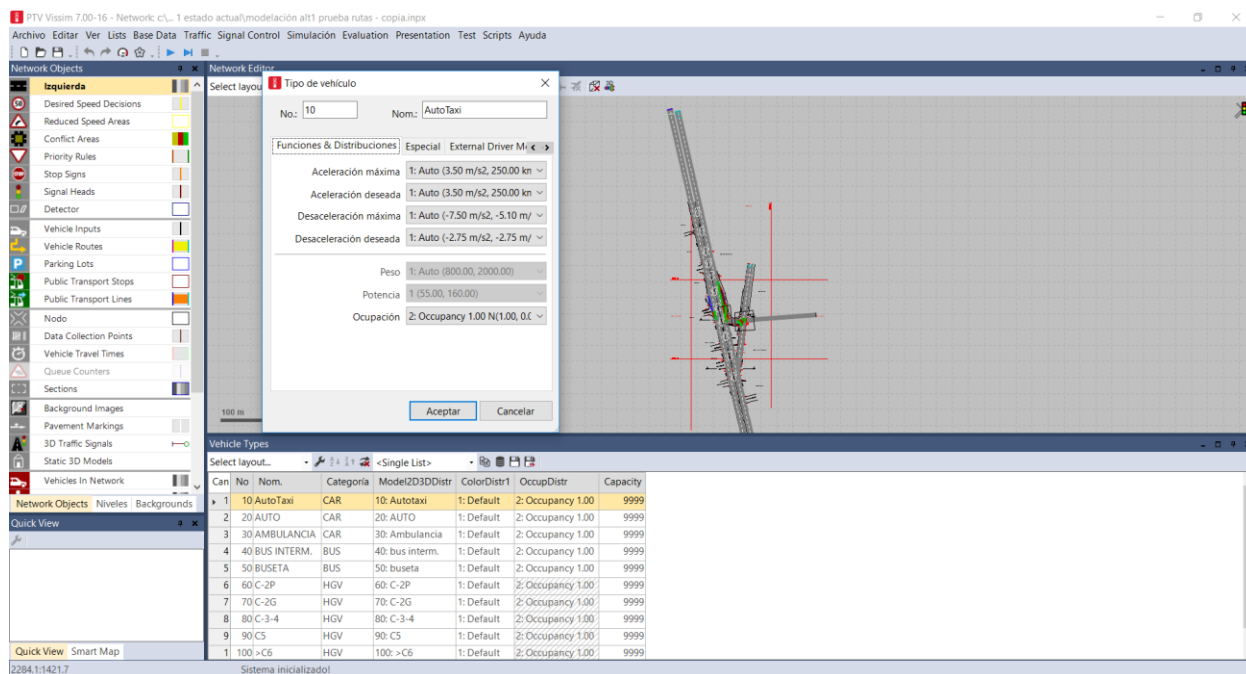 PTV Vissim 7.00-16 - Network: c:\... 1 estado actual\modelación alt1 prueba rutas - copia.inpx
Archivo Editar Ver Lists Base Data Traffic Signal Control Simulación Evaluation Presentation Test Scripts Ayuda
Network Objects
Izquierda
Desired Speed Decisions
Reduced Speed Areas
Conflict Areas
Priority Rules
Stop Signs
Signal Heads
Detector
Vehicle Inputs
Vehicle Routes
Parking Lots
Public Transport Stops
Public Transport Lines
Nodo
Data Collection Points
Vehicle Travel Times
Queue Counters
Sections
Background Images
Pavement Markings
3D Traffic Signals
Static 3D Models
Vehicles In Network
Network Objects Niveles Backgrounds
Quick View
Quick View Smart Map
Network Editor
Select layou
100 m
Tipo de vehículo
No.: 10 Nom.: AutoTaxi
Funciones & Distribuciones Especial External Driver M
Aceleración máxima 1: Auto (3.50 m/s2, 250.00 kn
Aceleración deseada 1: Auto (3.50 m/s2, 250.00 kn
Desaceleración máxima 1: Auto (-7.50 m/s2, -5.10 m/
Desaceleración deseada 1: Auto (-2.75 m/s2, -2.75 m/
Peso 1: Auto (800.00, 2000.00)
Potencia 1 (55.00, 160.00)
Ocupación 2: Occupancy 1.00 N(1.00, 0.0
Aceptar Cancelar
Vehicle Types
Select layout... <Single List>
Can No Nom. Categoría Model2D3DDistr ColorDistr1 OccupDistr Capacity
1 10 AutoTaxi CAR 10: Autotaxi 1: Default 2: Occupancy 1.00 9999
2 20 AUTO CAR 20: AUTO 1: Default 2: Occupancy 1.00 9999
3 30 AMBULANCIA CAR 30: Ambulancia 1: Default 2: Occupancy 1.00 9999
4 40 BUS INTERM. BUS 40: bus interm. 1: Default 2: Occupancy 1.00 9999
5 50 BUSETA BUS 50: buseta 1: Default 2: Occupancy 1.00 9999
6 60 C-2P HGV 60: C-2P 1: Default 2: Occupancy 1.00 9999
7 70 C-2G HGV 70: C-2G 1: Default 2: Occupancy 1.00 9999
8 80 C-3-4 HGV 80: C-3-4 1: Default 2: Occupancy 1.00 9999
9 90 C5 HGV 90: C5 1: Default 2: Occupancy 1.00 9999
1 100 >C6 HGV 100: >C6 1: Default 2: Occupancy 1.00 9999
2284.1:1421.7 Sistema inicializado!